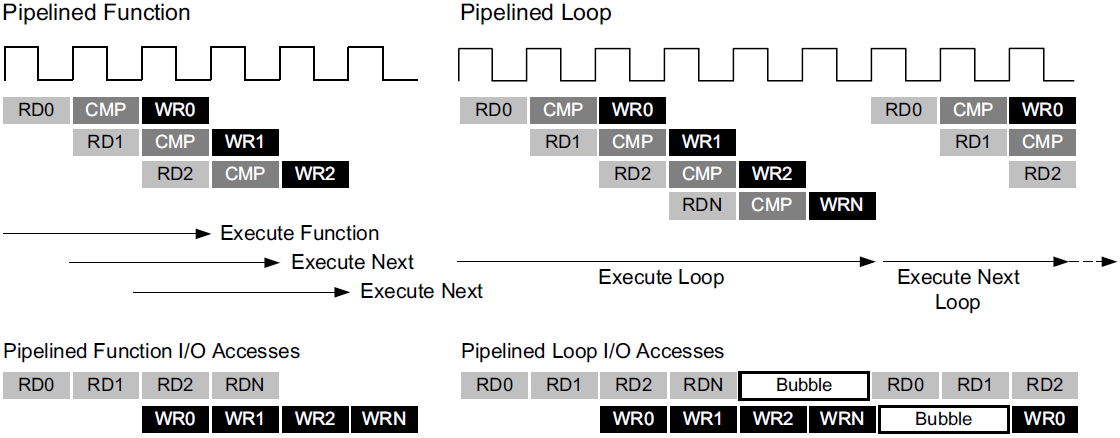 Pipelined Function
RD0 CMP WR0
RD1 CMP WR1
RD2 CMP WR2
Execute Function
Execute Next
Execute Next
Pipelined Function I/O Accesses
RD0 RD1 RD2 RDN
WR0 WR1 WR2 WRN
Pipelined Loop
RD0 CMP WR0 RD0 CMP WR0
RD1 CMP WR1 RD1 CMP
RD2 CMP WR2 RD2
RDN CMP WRN
Execute Loop
Execute Next
Loop
Pipelined Loop I/O Accesses
RD0 RD1 RD2 RDN Bubble RD0 RD1 RD2
WR0 WR1 WR2 WRN Bubble WR0